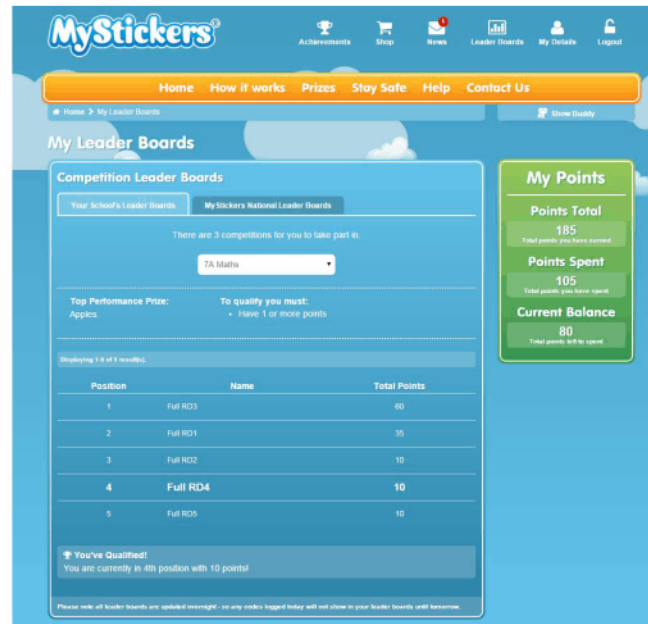 MyStickers®
Achievements Shop News Leader Boards My Details Logout
Home How it works Prizes Stay Safe Help Contact Us
Home > My Leader Boards
Show Buddy
My Leader Boards
Competition Leader Boards
Your School's Leader Boards MyStickers National Leader Boards
There are 3 competitions for you to take part in.
7A Maths
Top Performance Prize: To qualify you must:
Apples. • Have 1 or more points
Displaying 1-5 of 5 result(s).
Position Name Total Points
1 Full RD3 60
2 Full RD1 35
3 Full RD2 10
4 Full RD4 10
5 Full RD5 10
You've Qualified!
You are currently in 4th position with 10 points!
Please note all leader boards are updated overnight - so any codes logged today will not show in your leader boards until tomorrow.
My Points
Points Total
185
Total points you have earned
Points Spent
105
Total points you have spent
Current Balance
80
Total points left to spent